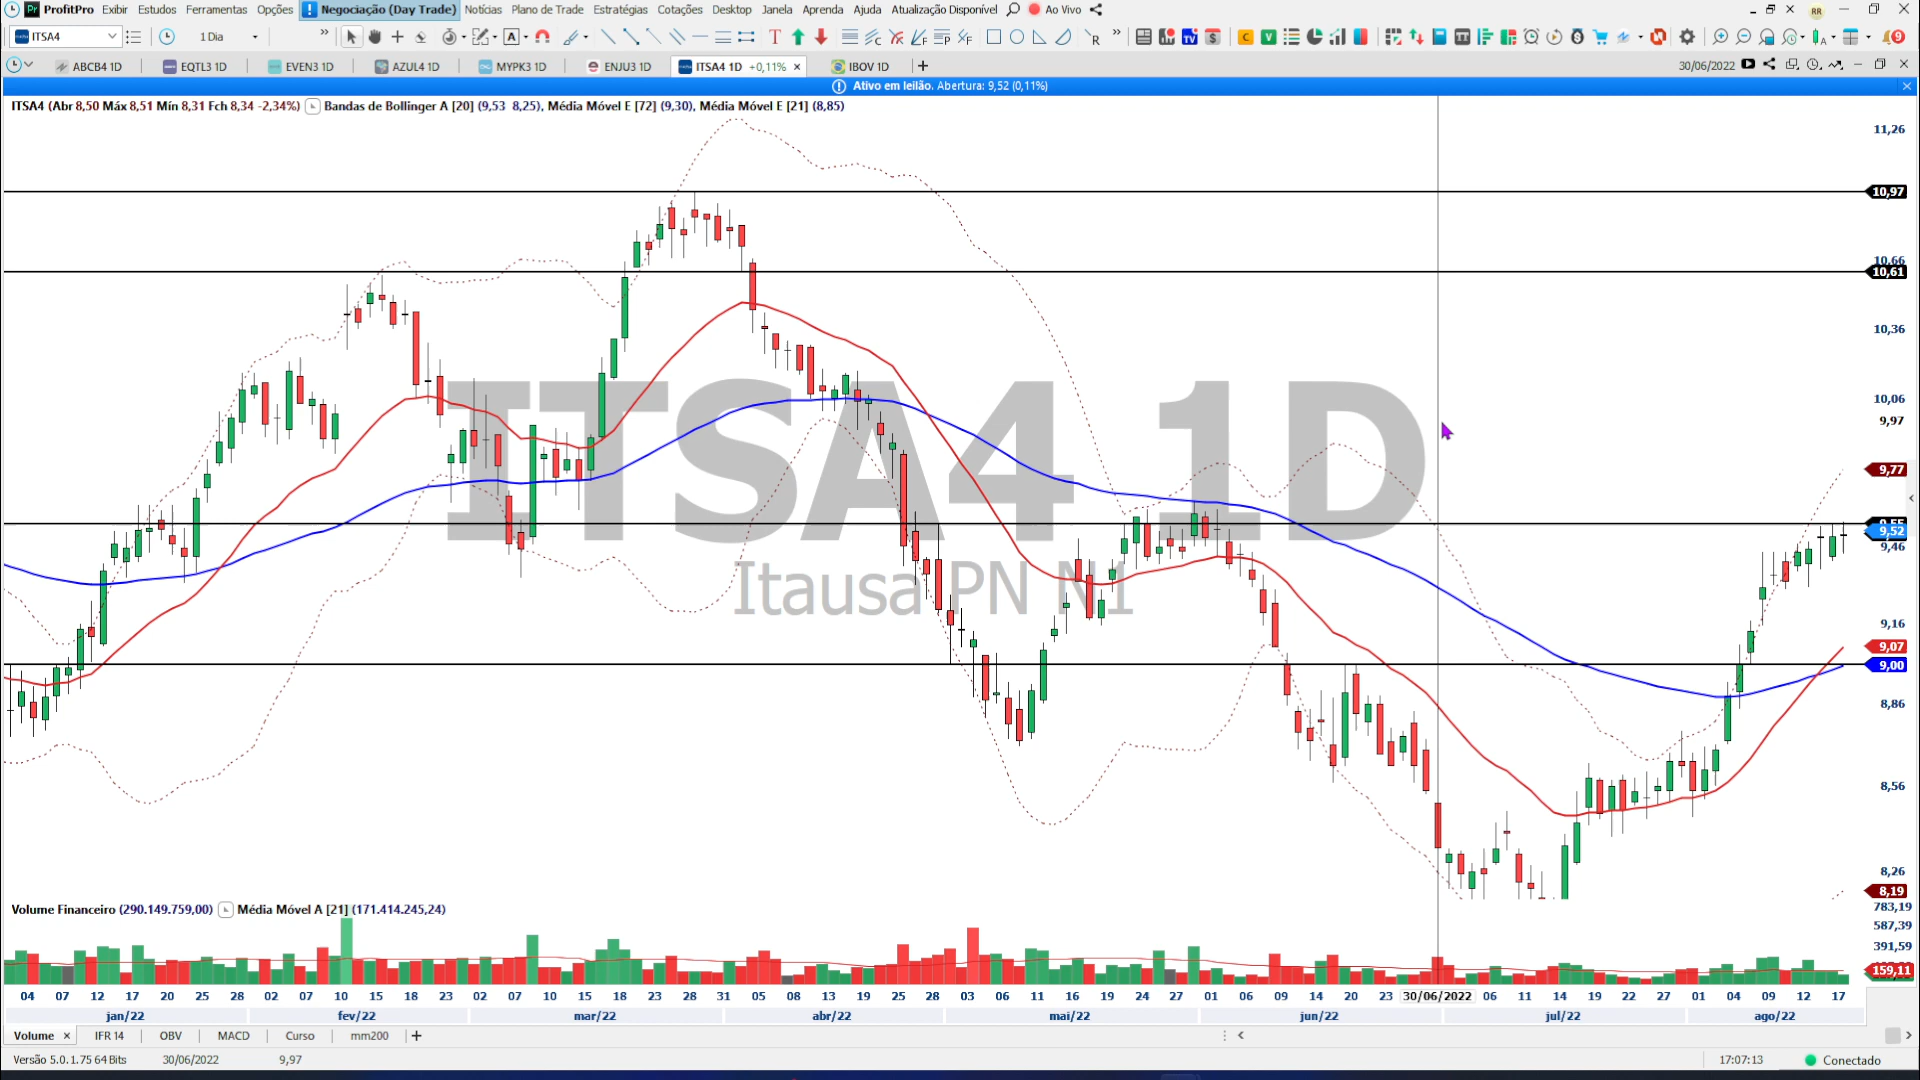 ProfitPro Exibir Estudos Ferramentas Opções Negociação (Day Trade) Notícias Plano de Trade Estratégias Cotações Desktop Janela Aprenda Ajuda Atualização Disponível Ao Vivo RR
ITSA4 1 Dia
ABCB4 1D EQTL3 1D EVEN3 1D AZUL4 1D MYPK3 1D ENJU3 1D ITSA4 1D +0,11% IBOV 1D 30/06/2022
Ativo em leilão. Abertura: 9,52 (0,11%)
ITSA4 (Abr 8,50 Máx 8,51 Mín 8,31 Fch 8,34 -2,34%) Bandas de Bollinger A [20] (9,53 8,25), Média Móvel E [72] (9,30), Média Móvel E [21] (8,85)
11,26
10,97
10,66
10,61
10,36
10,06
9,97
9,77
9,52
9,46
9,16
9,07
9,00
8,86
8,56
8,26
8,19
ITSA4 1D
Itausa PN N1
Volume Financeiro (290.149.759,00) Média Móvel A [21] (171.414.245,24)
783,19
587,39
391,59
159,11
04 07 12 17 20 25 28 02 07 10 15 18 23 02 07 10 15 18 23 28 31 05 08 13 19 25 28 03 06 11 16 19 24 27 01 06 09 14 20 23 30/06/2022 06 11 14 19 22 27 01 04 09 12 17
jan/22 fev/22 mar/22 abr/22 mai/22 jun/22 jul/22 ago/22
Volume IFR 14 OBV MACD Curso mm200
Versão 5.0.1.75 64 Bits 30/06/2022 9,97 17:07:13 Conectado